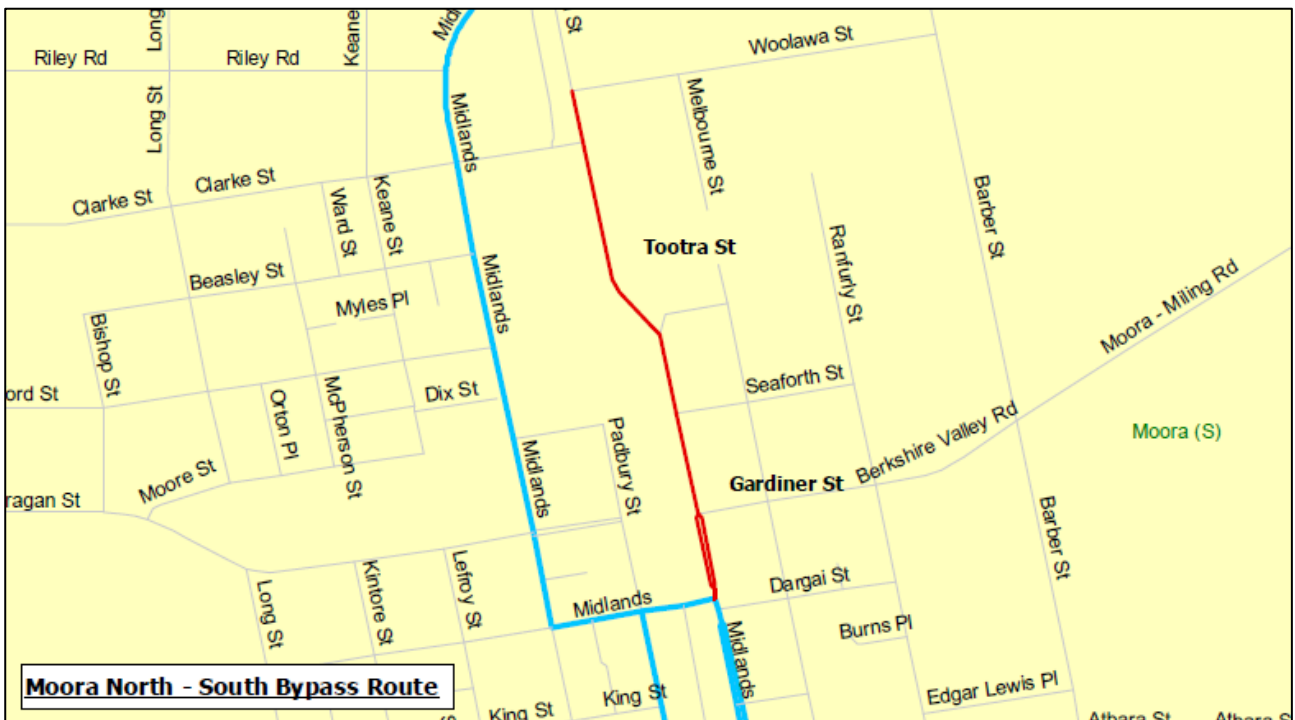 Long
Keane
Midl
St
Riley Rd
Riley Rd
Woolawa St
Long St
Midlands
Melbourne St
Clarke St
Clarke St
Ward St
Keane St
Barber St
Tootra St
Ranfurly St
Beasley St
Midlands
Myles Pl
Moora - Miling Rd
Bishop St
ord St
Orton Pl
McPherson St
Dix St
Seaforth St
Padbury St
Berkshire Valley Rd
Moora (S)
Moore St
Midlands
Gardiner St
ragan St
Barber St
Long St
Kintore St
Lefroy St
Midlands
Dargai St
Burns Pl
Midlands
Moora North - South Bypass Route
King St
King St
Edgar Lewis Pl
Athara St
Athara S